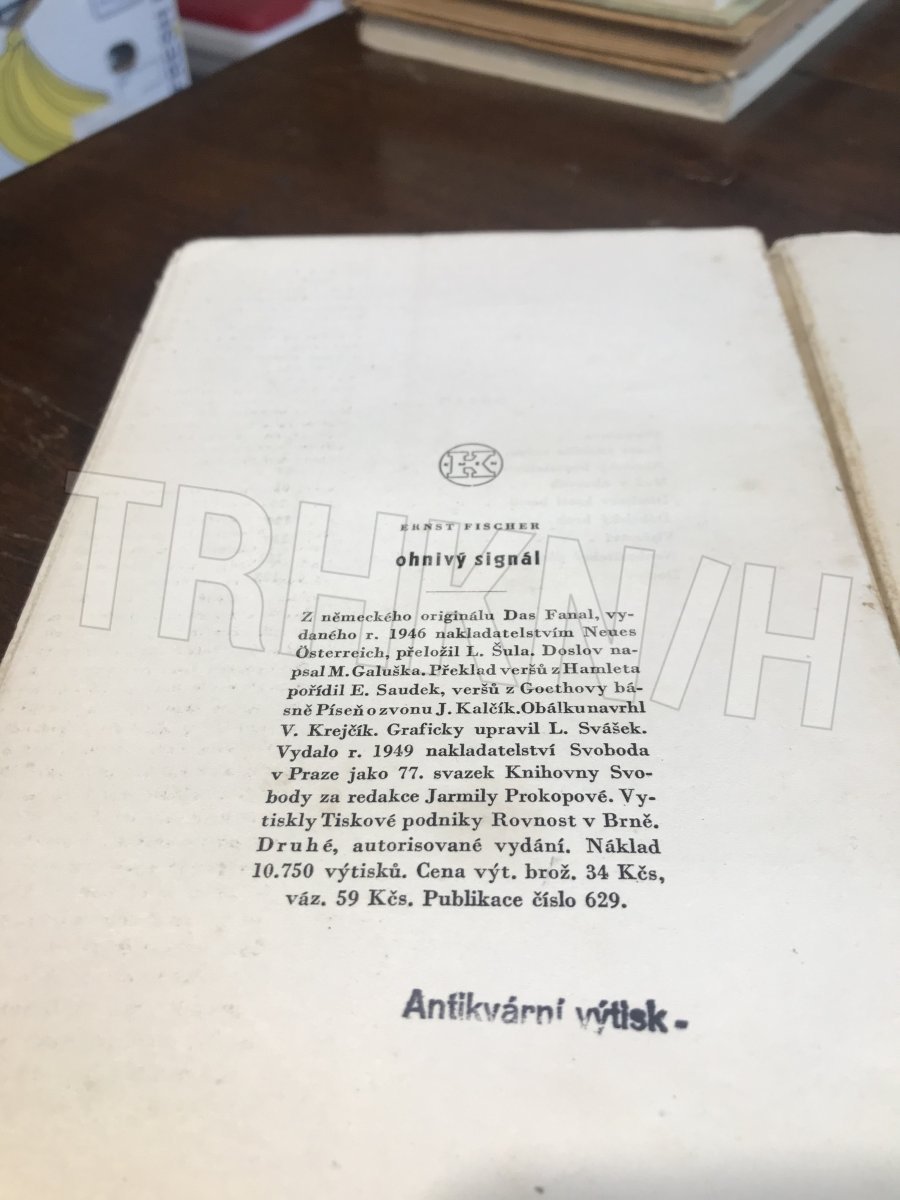 ERNST FISCHER
ohnivý signál
Z německého originálu Das Fanal, vy-
daného r. 1946 nakladatelstvím Neues
Österreich, přeložil L. Šula. Doslov na-
psal M. Galuška. Překlad veršů z Hamleta
pořídil E. Saudek, veršů z Goethovy bá-
sně Píseň o zvonu J. Kalčík. Obálku navrhl
V. Krejčík. Graficky upravil L. Svášek.
Vydalo r. 1949 nakladatelství Svoboda
v Praze jako 77. svazek Knihovny Svo-
body za redakce Jarmily Prokopové. Vy-
tiskly Tiskové podniky Rovnost v Brně.
Druhé, autorisované vydání. Náklad
10.750 výtisků. Cena výt. brož. 34 Kčs,
váz. 59 Kčs. Publikace číslo 629.
Antikvární výtisk -
TRHKNIH